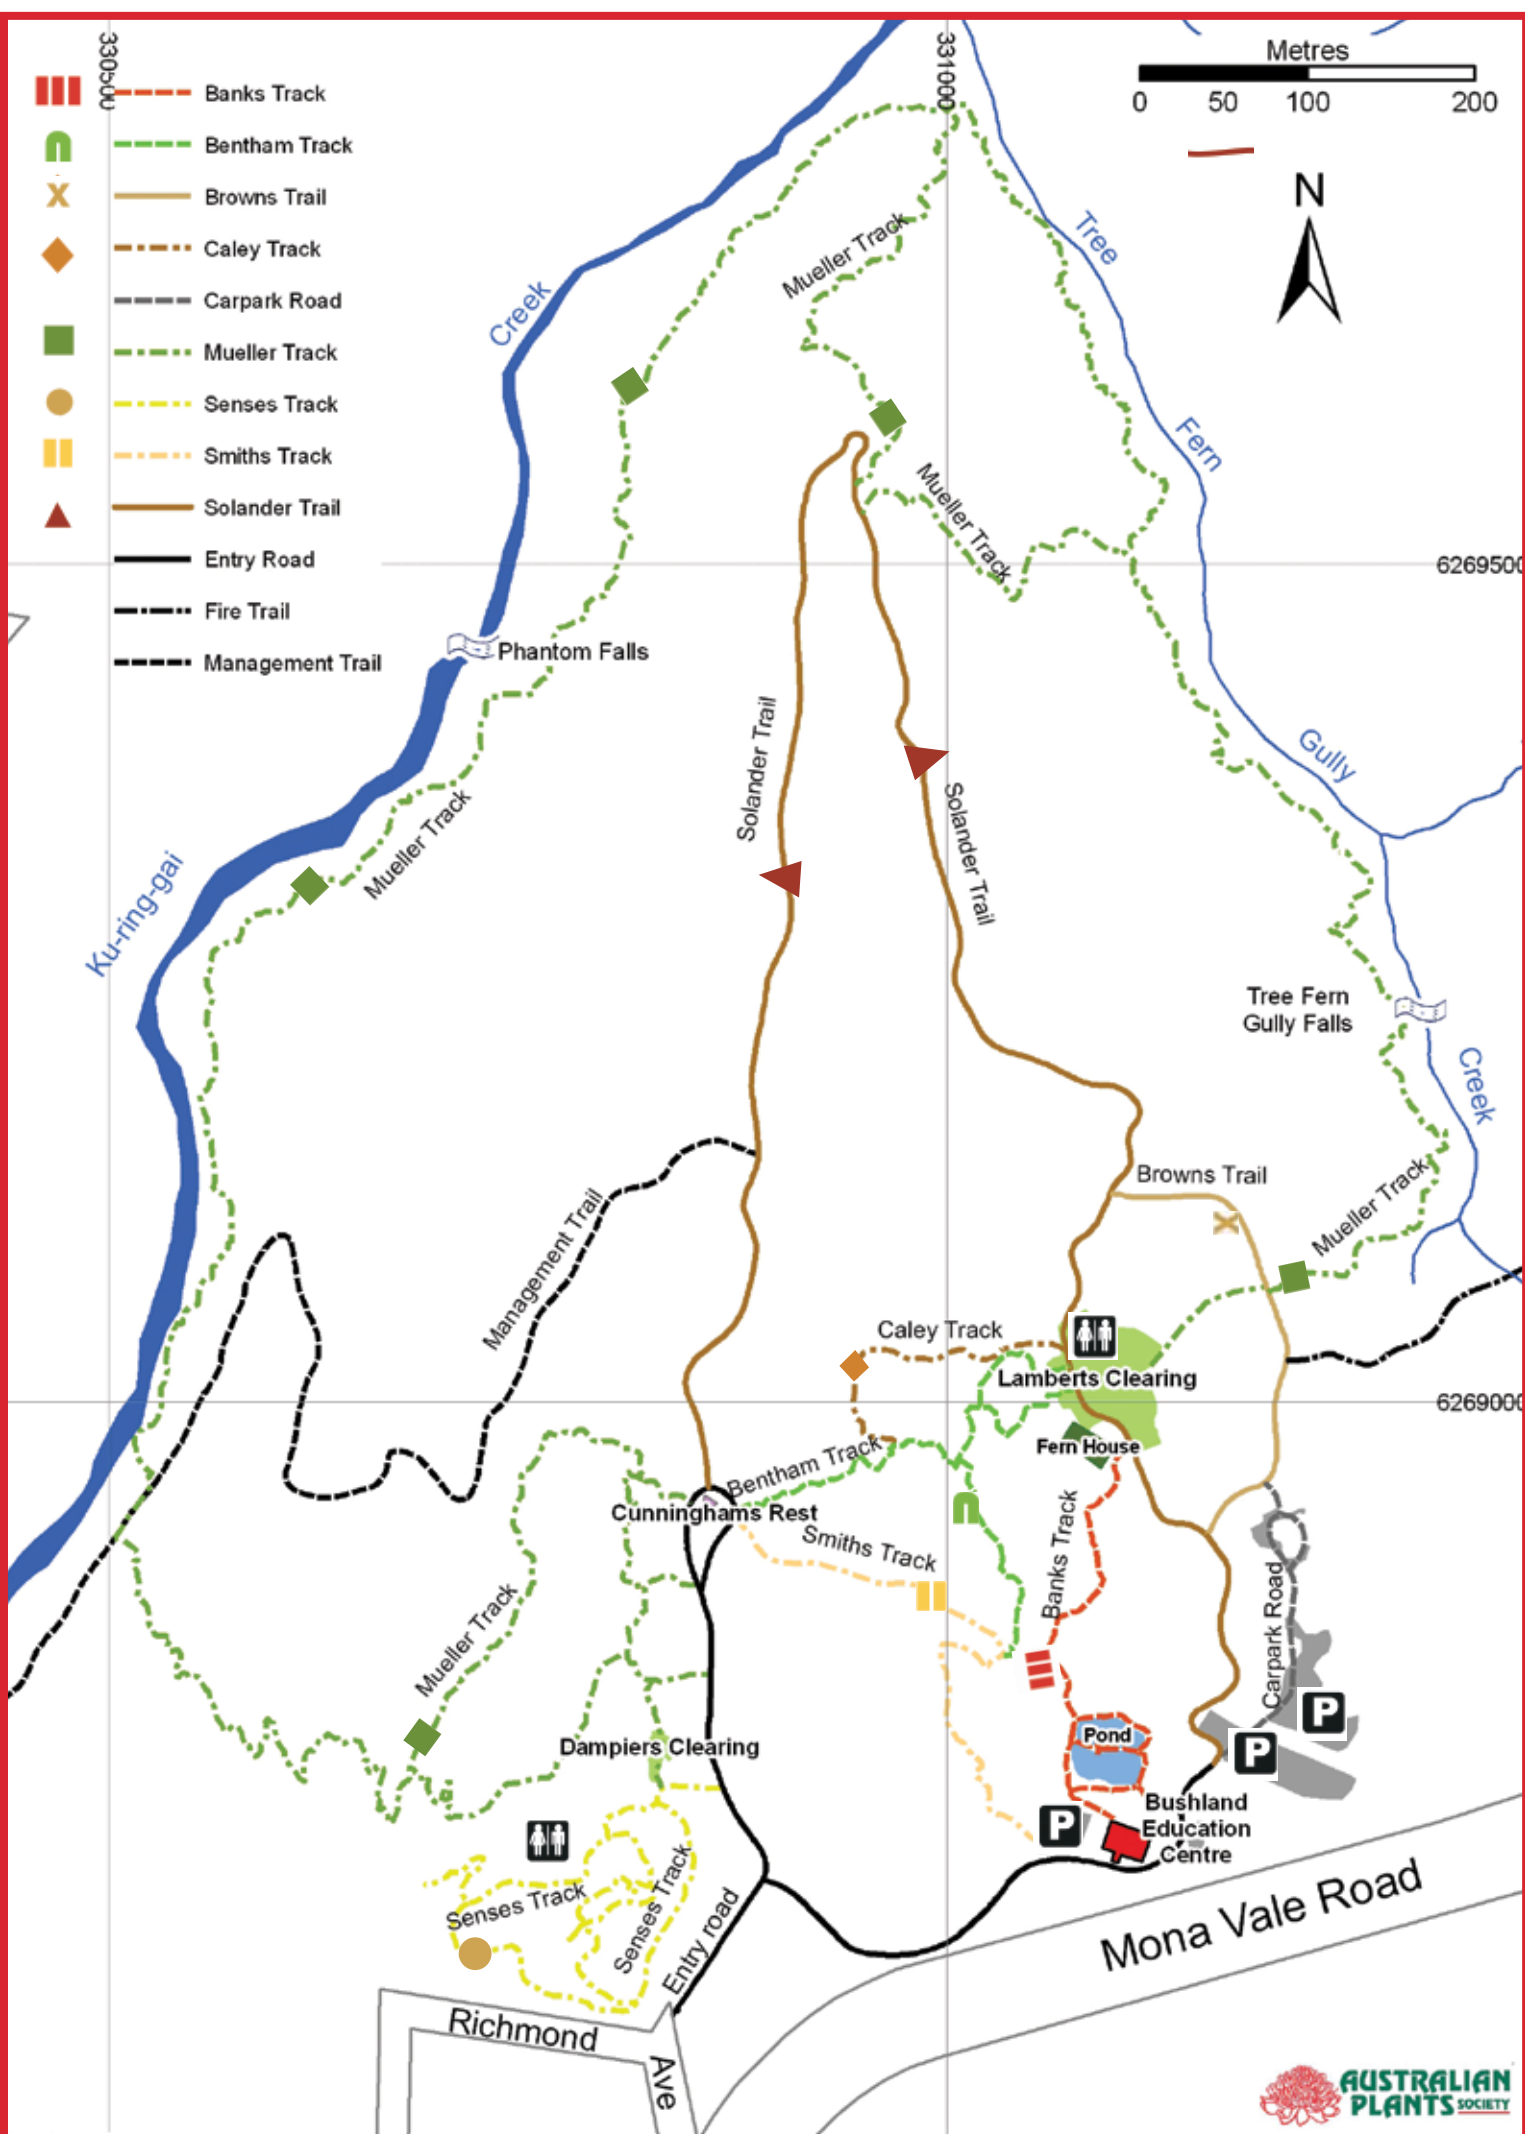 330500
331000
Metres
0 50 100 200
N
Banks Track
Bentham Track
Browns Trail
Caley Track
Carpark Road
Mueller Track
Senses Track
Smiths Track
Solander Trail
Entry Road
Fire Trail
Management Trail
Creek
Mueller Track
Tree
Fern
Mueller Track
626950
Phantom Falls
Solander Trail
Gully
Solander Trail
Mueller Track
Ku-ring-gai
Tree Fern
Gully Falls
Creek
Browns Trail
Mueller Track
Management Trail
Caley Track
Lamberts Clearing
626900
Fern House
Bentham Track
Cunninghams Rest
Smiths Track
Banks Track
Carpark Road
Mueller Track
P
Pond
P
Dampiers Clearing
P
Bushland
Education
Centre
Senses Track
Senses Track
Entry road
Mona Vale Road
Richmond
Ave
AUSTRALIAN
PLANTS SOCIETY